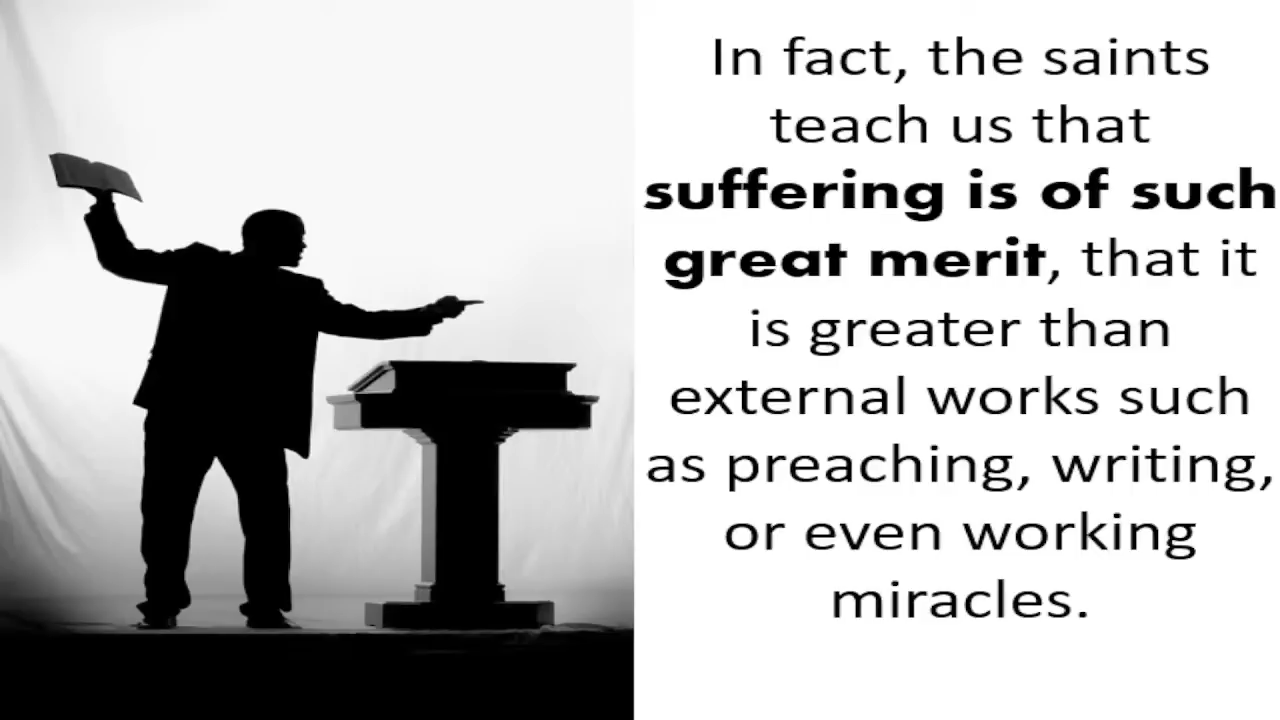 In fact, the saints
teach us that
suffering is of such
great merit, that it
is greater than
external works such
as preaching, writing,
or even working
miracles.